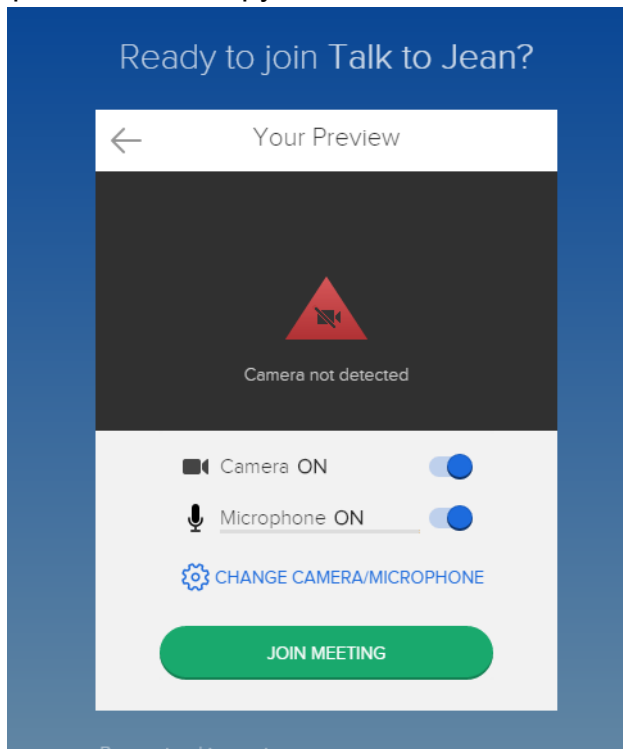 Ready to join Talk to Jean?
Your Preview
Camera not detected
Camera ON
Microphone ON
CHANGE CAMERA/MICROPHONE
JOIN MEETING